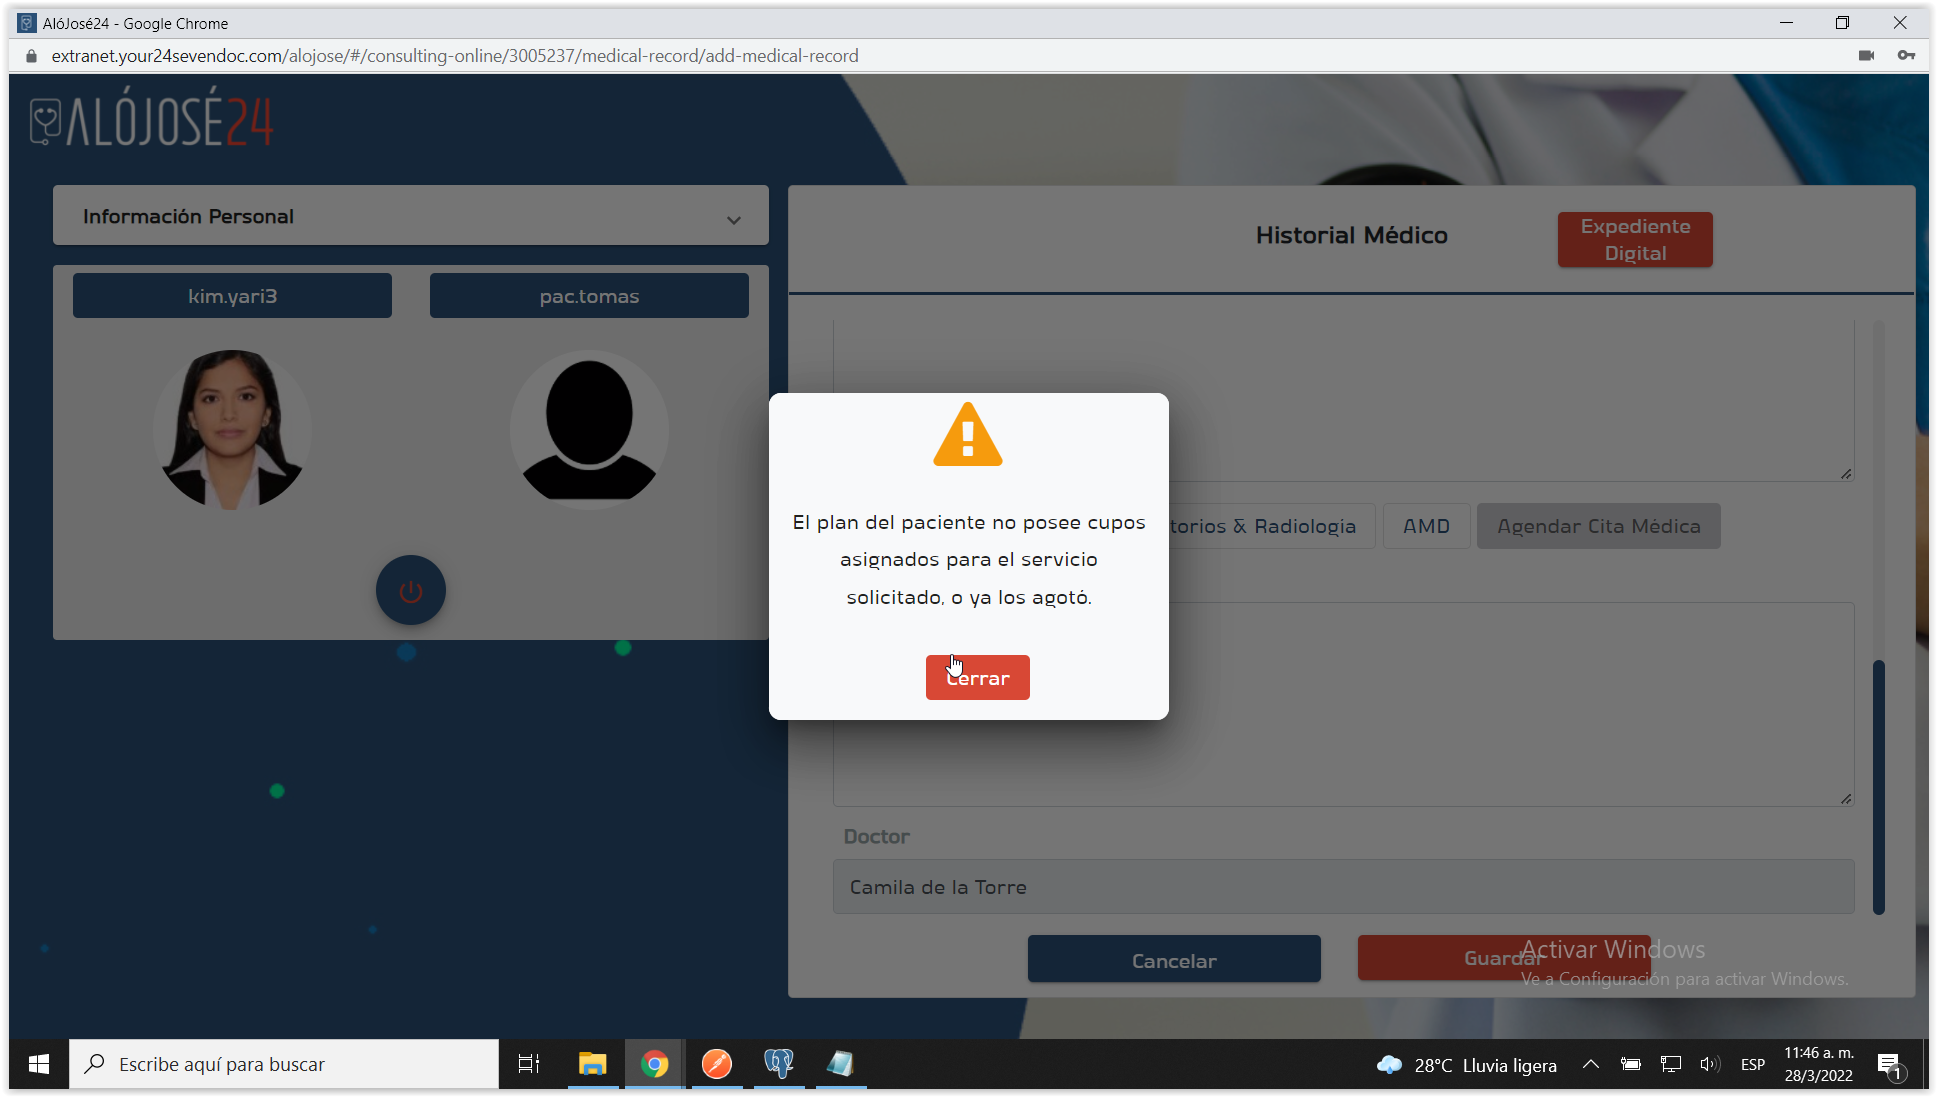 AlóJosé24 - Google Chrome
extranet.your24sevendoc.com/alojose/#/consulting-online/3005237/medical-record/add-medical-record
ALÓJOSÉ24
Información Personal
kim.yari3
pac.tomas
Historial Médico
Expediente
Digital
torios & Radiología
AMD
Agendar Cita Médica
El plan del paciente no posee cupos
asignados para el servicio
solicitado, o ya los agotó.
Cerrar
Doctor
Camila de la Torre
Cancelar
Guardar
Activar Windows
Ve a Configuración para activar Windows.
Escribe aquí para buscar
28°C Lluvia ligera
ESP
11:46 a. m.
28/3/2022
1